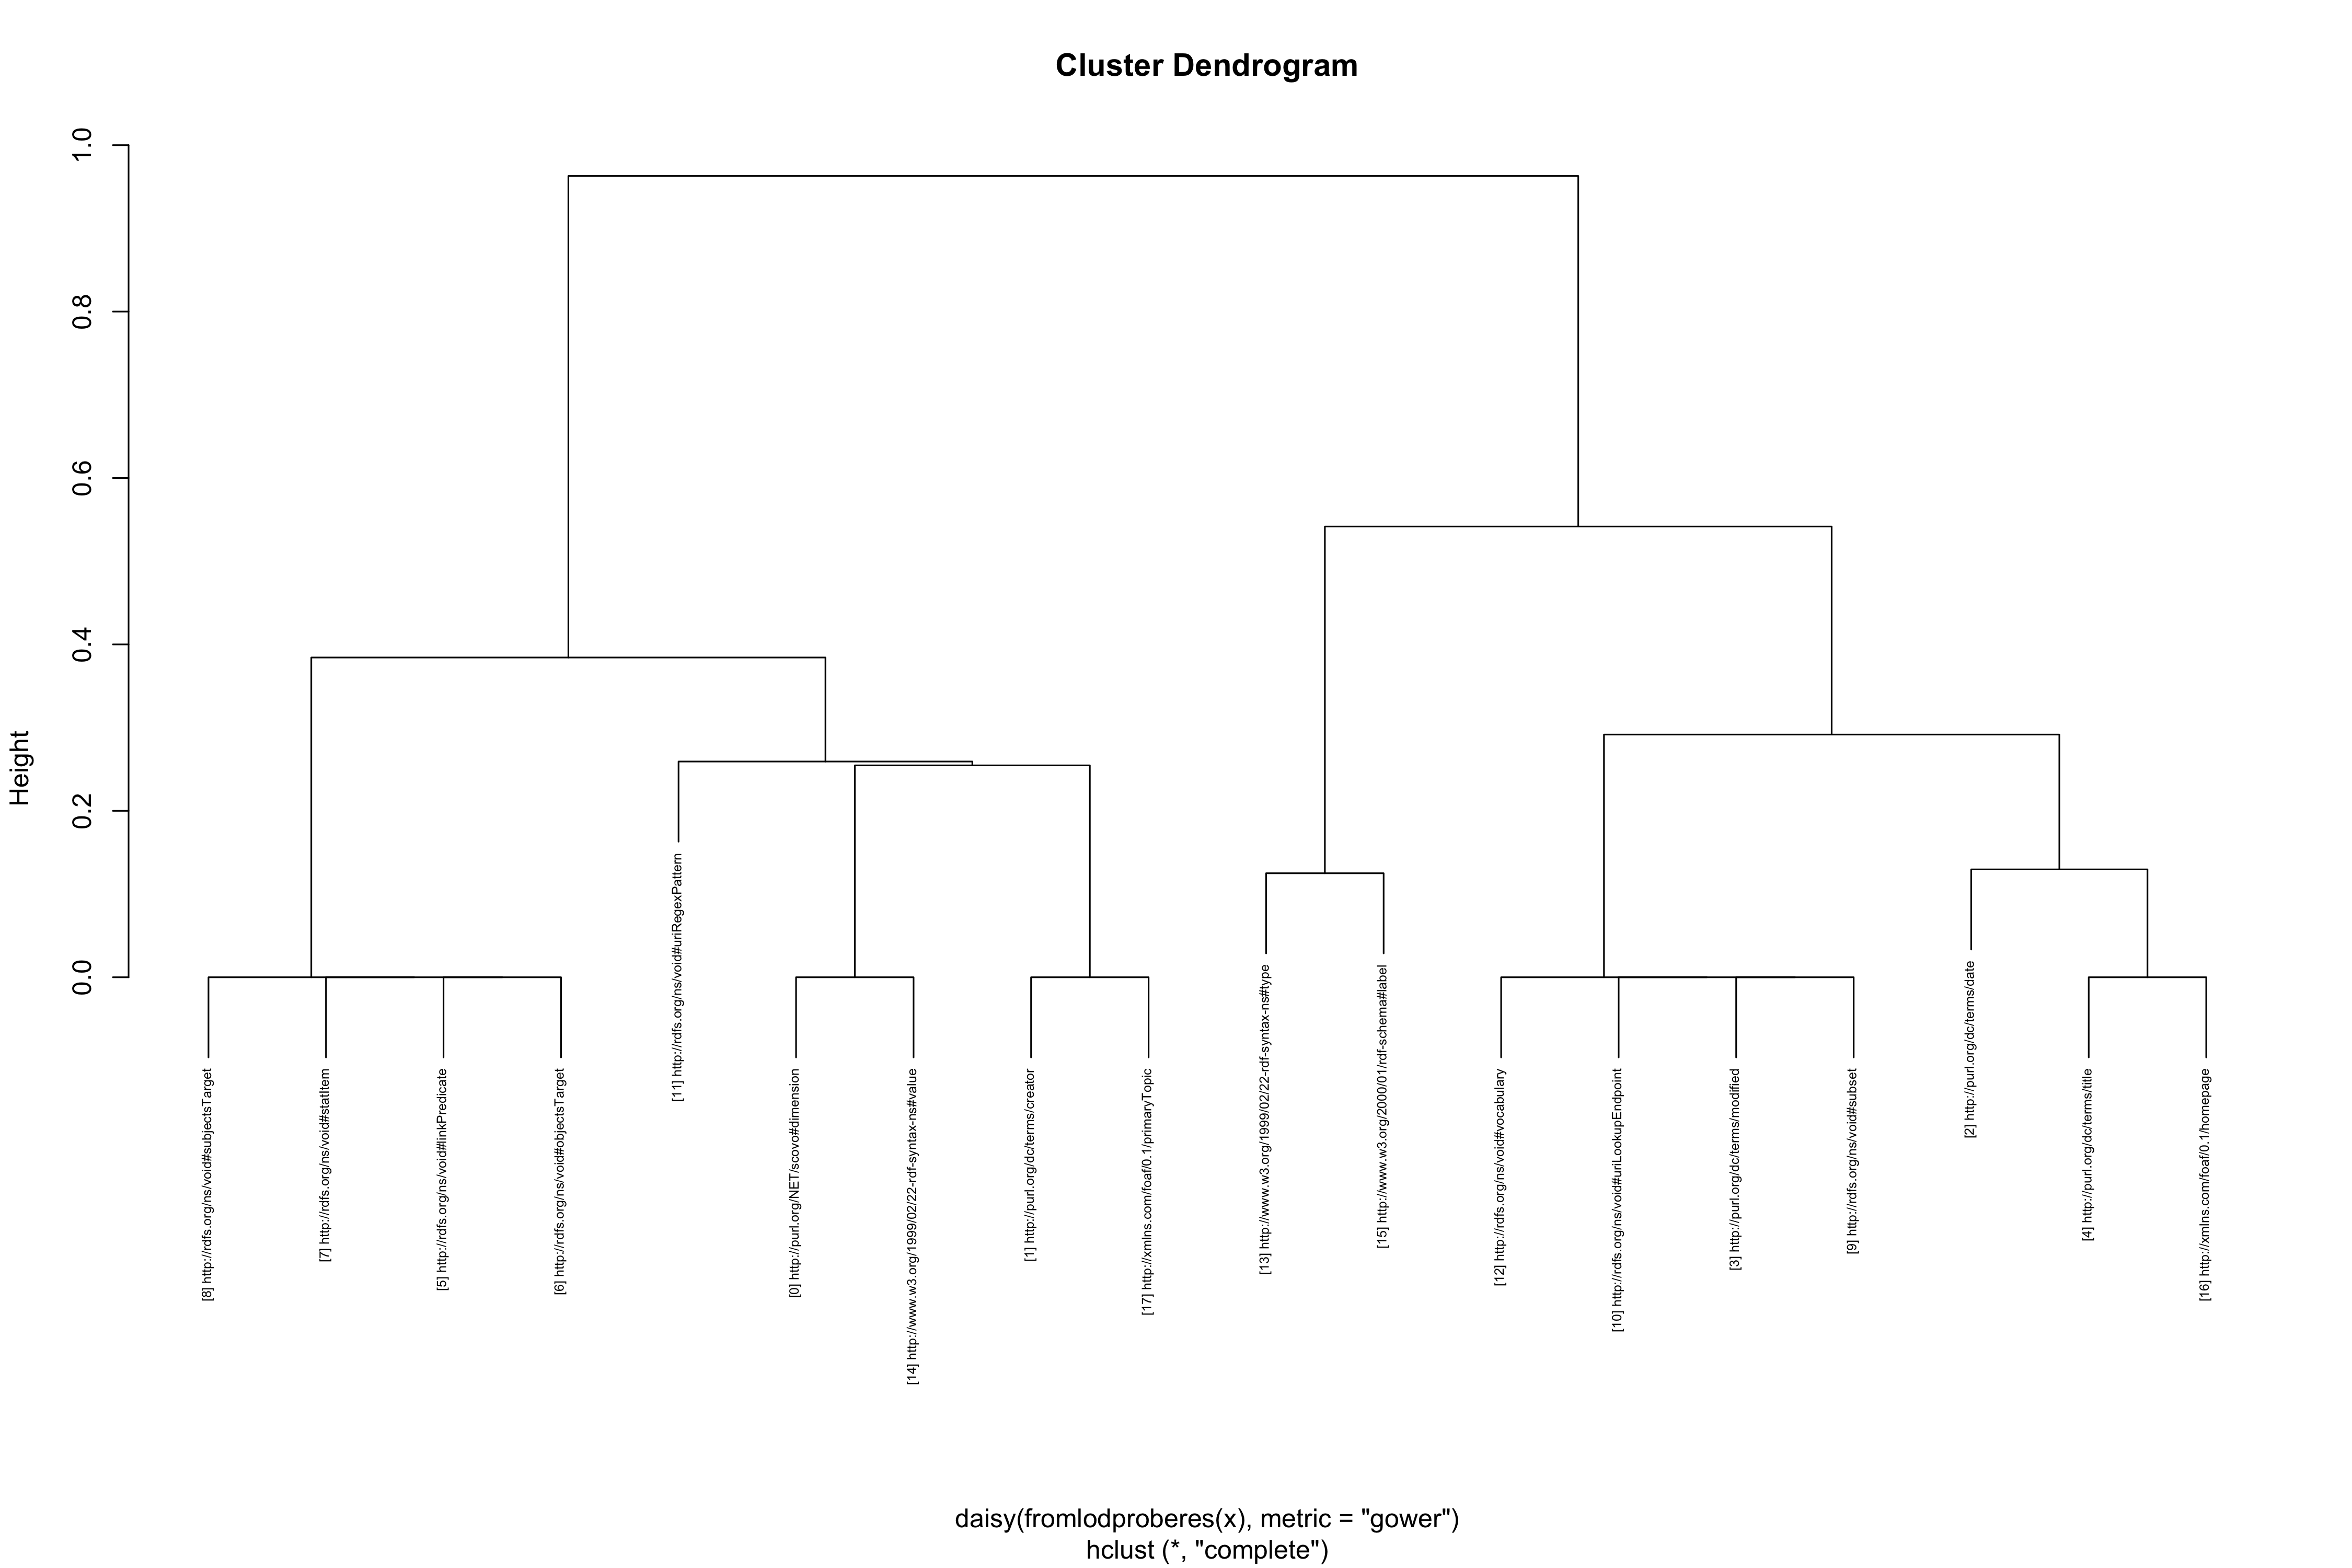 Cluster Dendrogram
Height
1.0
0.8
0.6
0.4
0.2
0.0
[8] http://rdfs.org/ns/void#subjectsTarget
[7] http://rdfs.org/ns/void#statItem
[5] http://rdfs.org/ns/void#linkPredicate
[6] http://rdfs.org/ns/void#objectsTarget
[11] http://rdfs.org/ns/void#uriRegexPattern
[0] http://purl.org/NET/scovo#dimension
[14] http://www.w3.org/1999/02/22-rdf-syntax-ns#value
[1] http://purl.org/dc/terms/creator
[17] http://xmlns.com/foaf/0.1/primaryTopic
[13] http://www.w3.org/1999/02/22-rdf-syntax-ns#type
[15] http://www.w3.org/2000/01/rdf-schema#label
[12] http://rdfs.org/ns/void#vocabulary
[10] http://rdfs.org/ns/void#uriLookupEndpoint
[3] http://purl.org/dc/terms/modified
[9] http://rdfs.org/ns/void#subset
[2] http://purl.org/dc/terms/date
[4] http://purl.org/dc/terms/title
[16] http://xmlns.com/foaf/0.1/homepage
daisy(fromlodproberes(x), metric = "gower")
hclust (*, "complete")